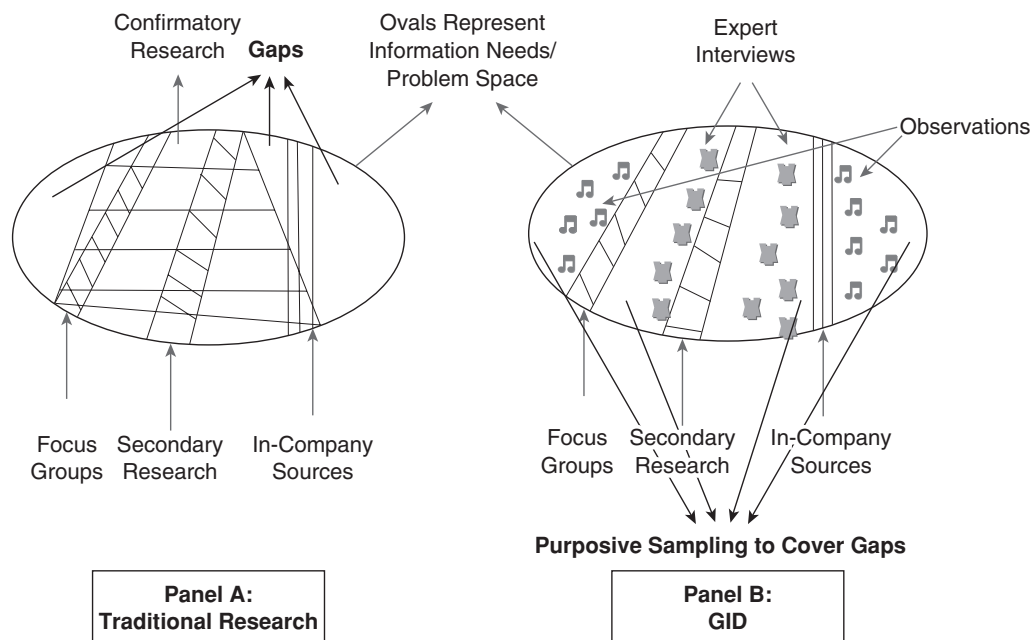 Confirmatory
Research
Gaps
Ovals Represent
Information Needs/
Problem Space
Expert
Interviews
Observations
Focus
Groups
Secondary
Research
In-Company
Sources
Focus
Groups
Secondary
Research
In-Company
Sources
Purposive Sampling to Cover Gaps
Panel A:
Traditional Research
Panel B:
GID